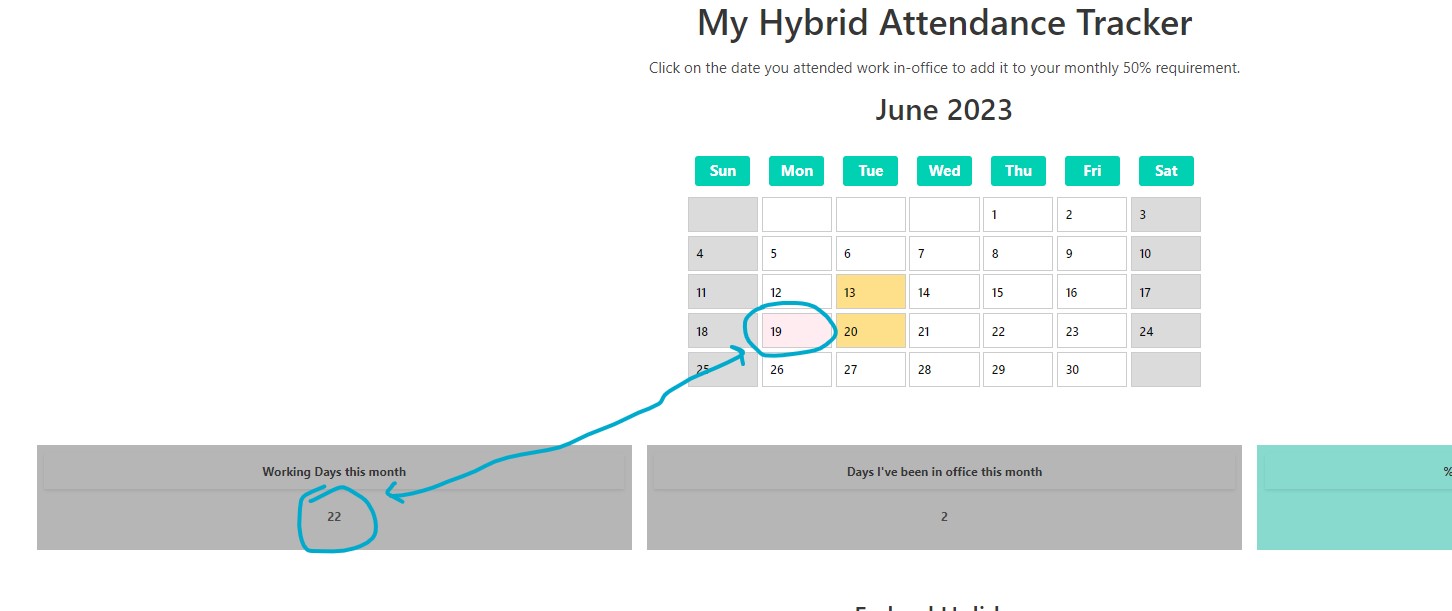 My Hybrid Attendance Tracker
Click on the date you attended work in-office to add it to your monthly 50% requirement.
June 2023
Sun Mon Tue Wed Thu Fri Sat
1 2 3
4 5 6 7 8 9 10
11 12 13 14 15 16 17
18 19 20 21 22 23 24
25 26 27 28 29 30
Working Days this month Days I've been in office this month %
22 2